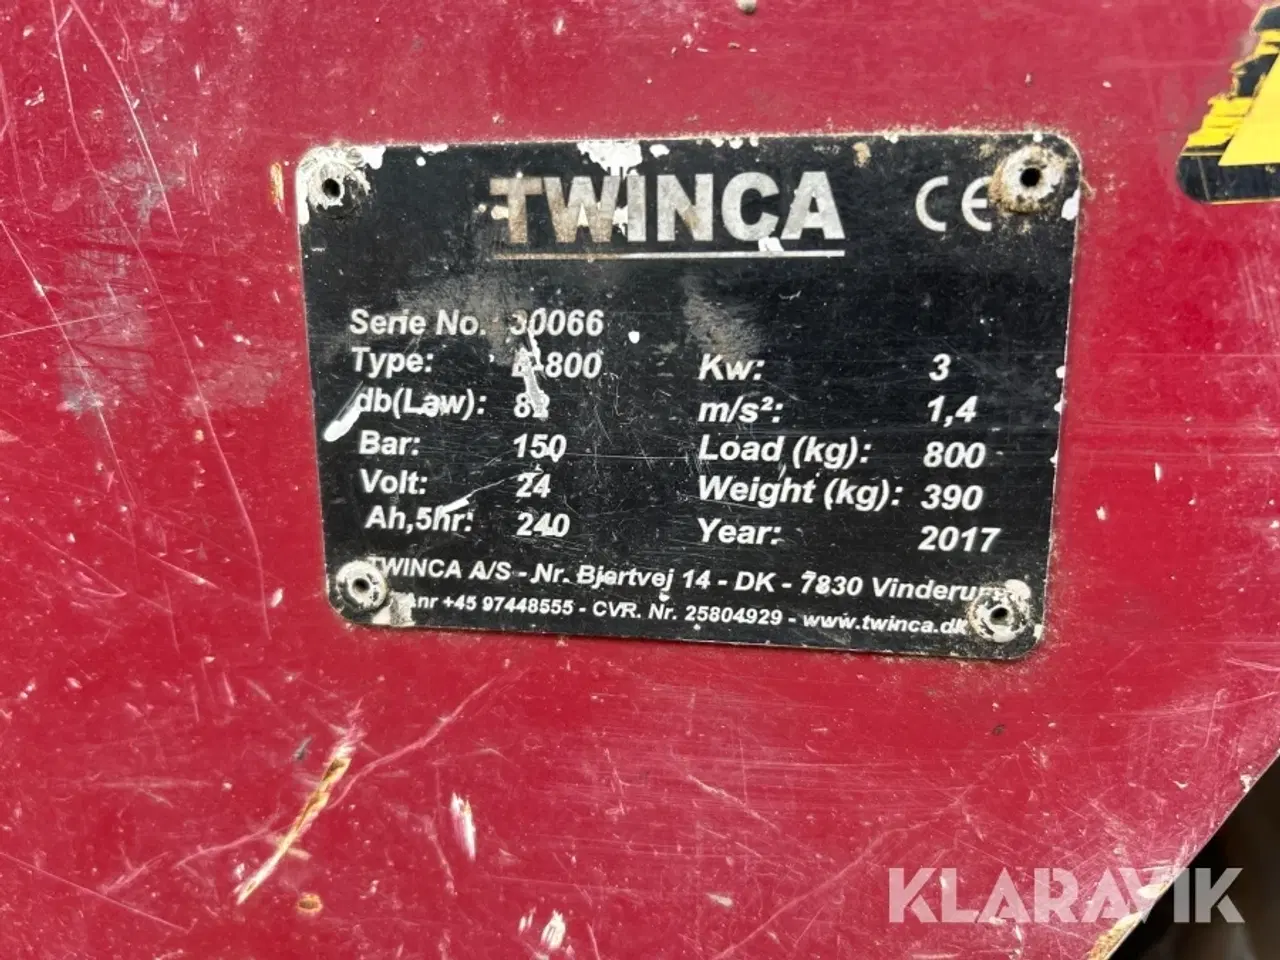 TWINCA CE
Serie No. 30066
Type: -800
Kw: 3
db(Law):
m/s²: 1,4
Bar: 150
Load (kg): 800
Volt: 24
Weight (kg): 390
Ah,5hr: 240
Year: 2017
TWINCA A/S - Nr. Bjertvej 14 - DK - 7830 Vinderup
+45 97448555 - CVR. Nr. 25804929 - www.twinca.dk
KLARAVIK